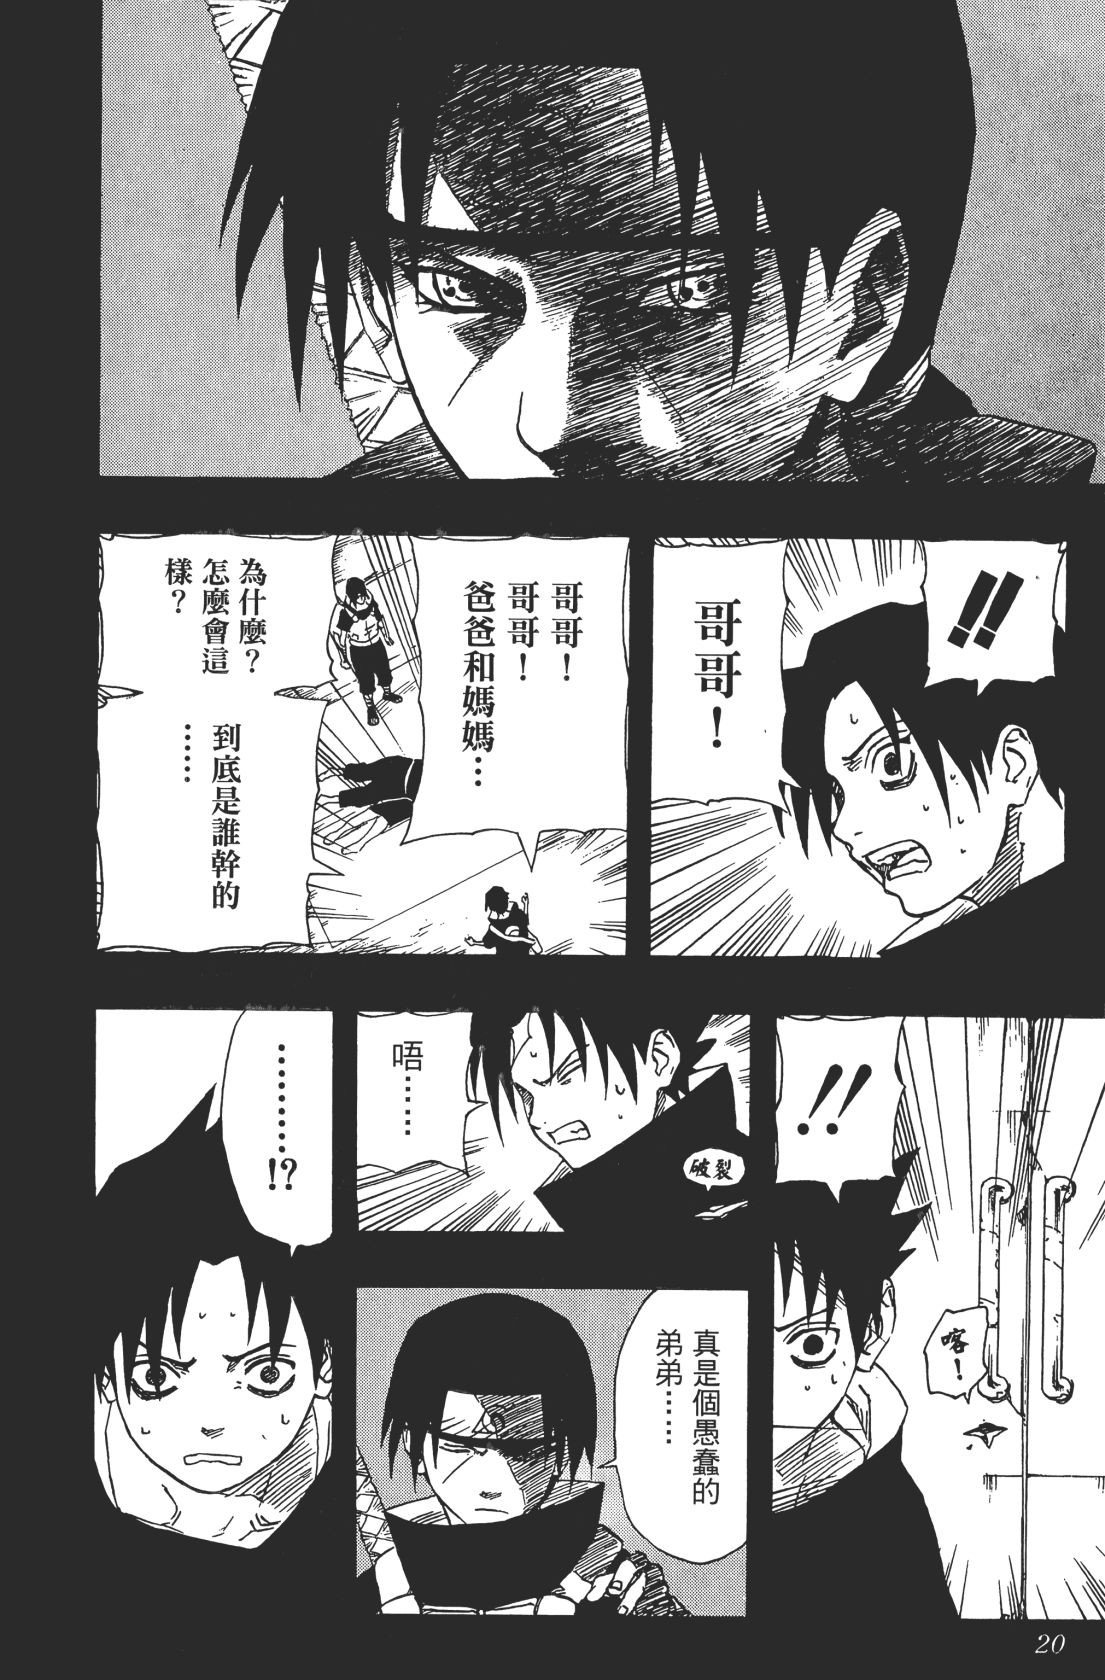 !!
哥哥！
哥哥！
哥哥！
爸爸和媽媽…
為什麼？
怎麼會這
樣？
到底是誰幹的
……
!!
喀！
唔……
破裂
真是個愚蠢的
弟弟……
………!?
20